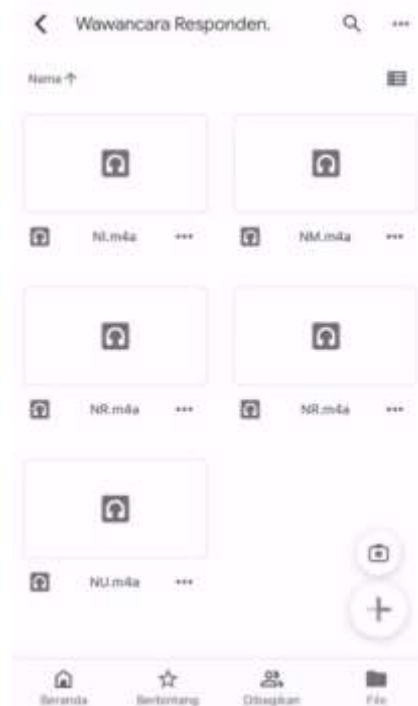 Wawancara Responden.
Nama ↑
NI.m4a
NM.m4a
NR.m4a
NR.m4a
NU.m4a
Beranda
Berbintang
Dibagikan
File